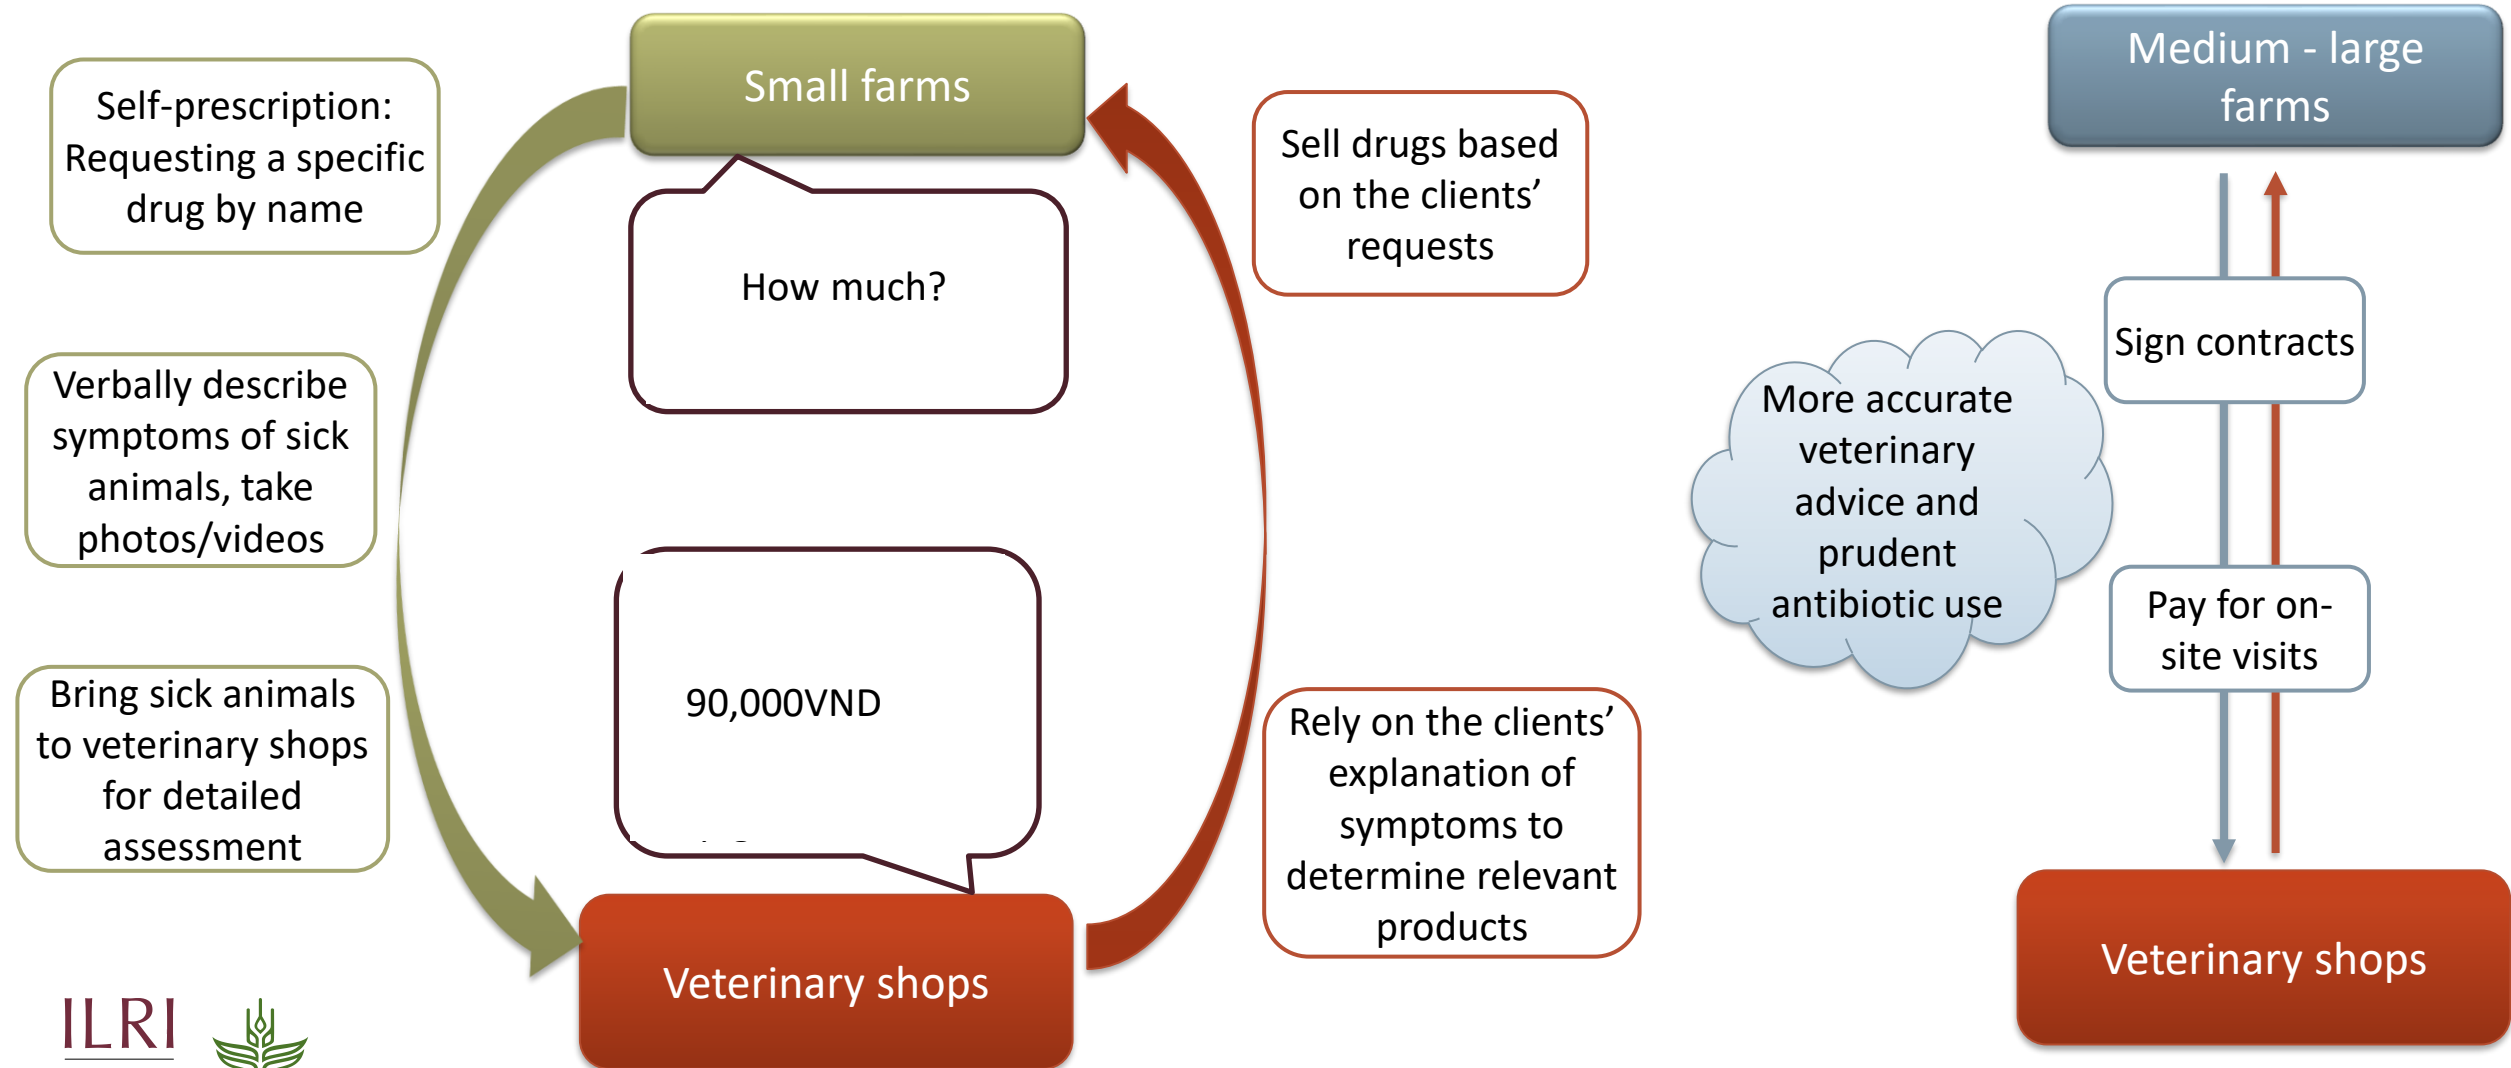 Small farms
Medium - large
farms
Self-prescription:
Requesting a specific
drug by name
Sell drugs based
on the clients’
requests
How much?
Sign contracts
Verbally describe
symptoms of sick
animals, take
photos/videos
More accurate
veterinary
advice and
prudent
antibiotic use
Pay for on-
site visits
Bring sick animals
to veterinary shops
for detailed
assessment
90,000VND
Rely on the clients’
explanation of
symptoms to
determine relevant
products
Veterinary shops
Veterinary shops
ILRI